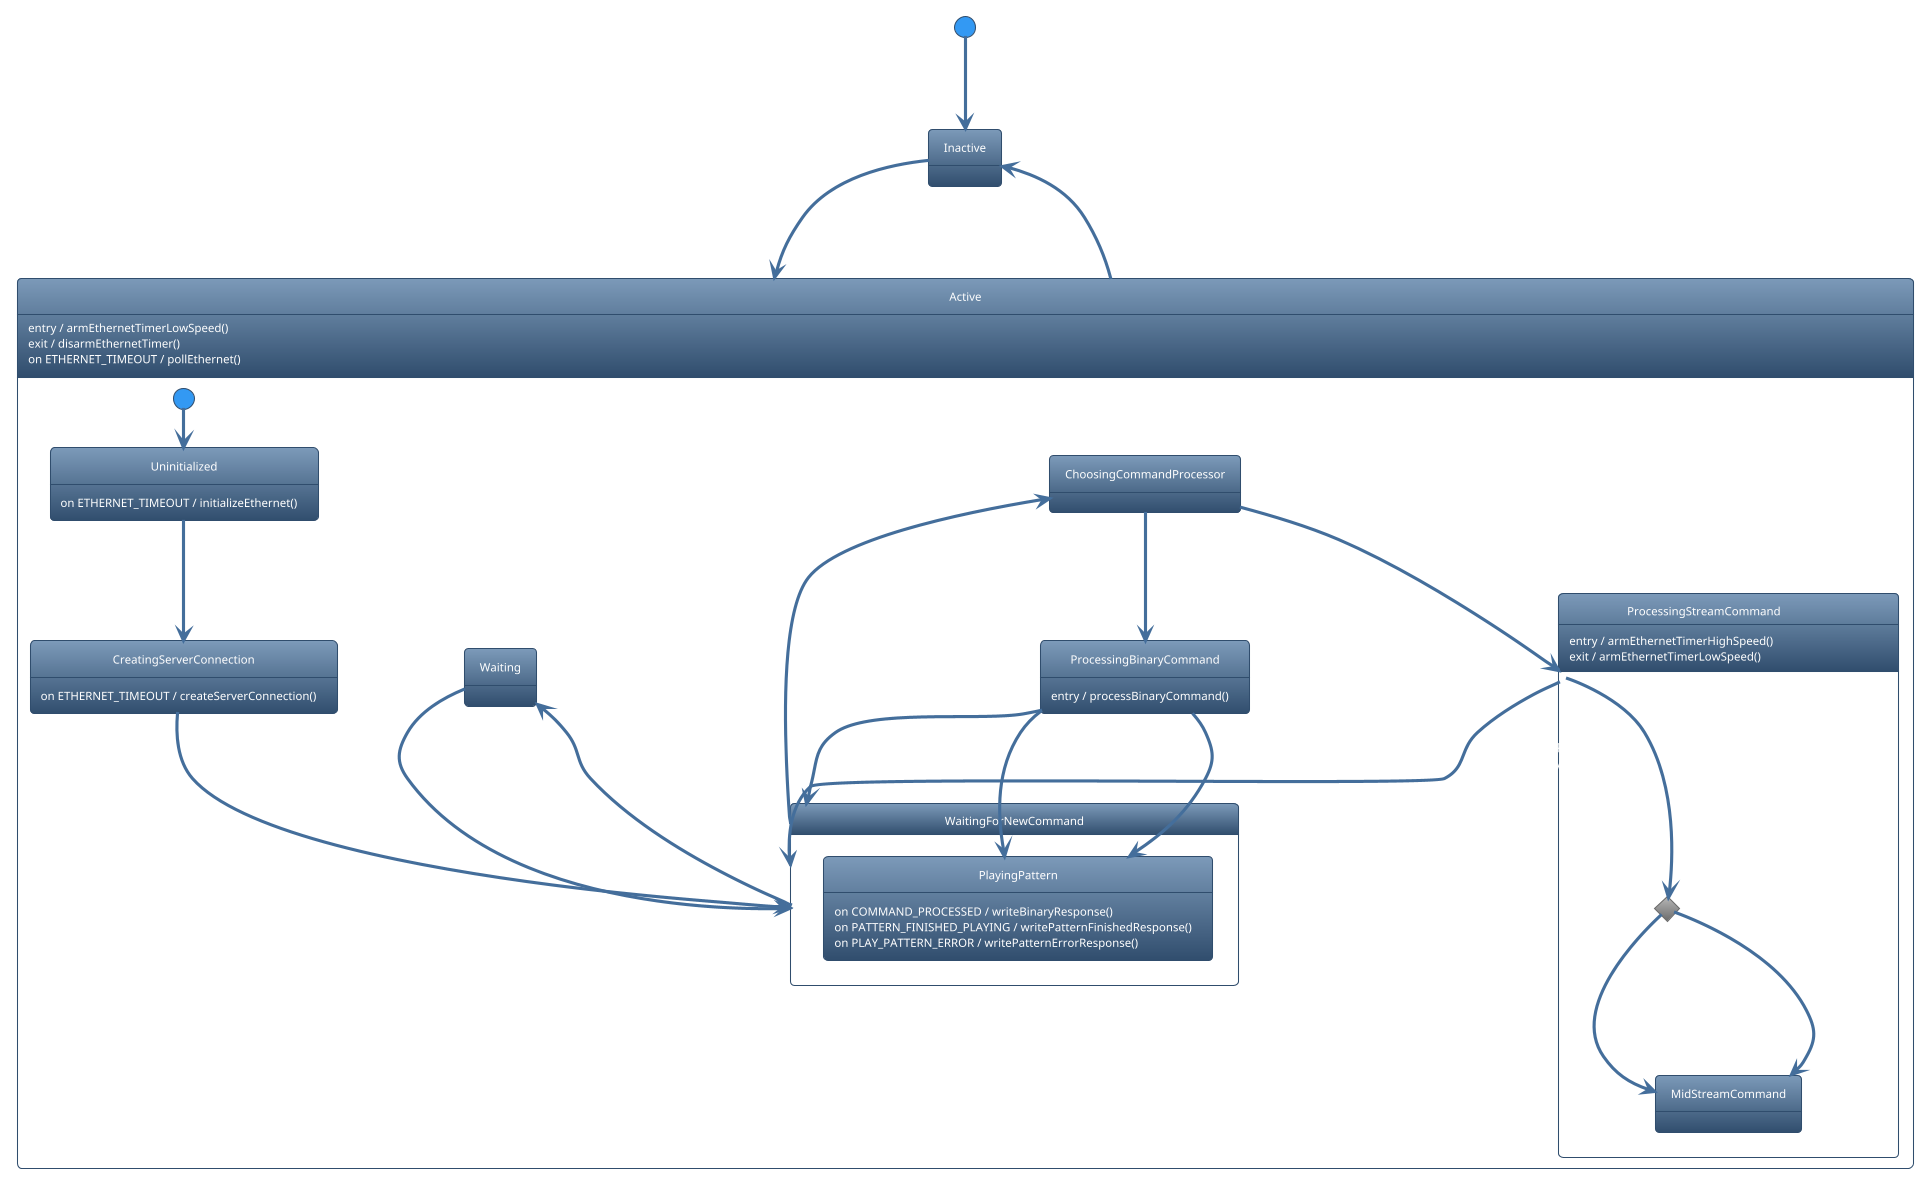 Inactive
Active
entry / armEthernetTimerLowSpeed()
exit / disarmEthernetTimer()
on ETHERNET_TIMEOUT / pollEthernet()
Uninitialized
on ETHERNET_TIMEOUT / initializeEthernet()
ChoosingCommandProcessor
ProcessingStreamCommand
entry / armEthernetTimerHighSpeed()
exit / armEthernetTimerLowSpeed()
CreatingServerConnection
on ETHERNET_TIMEOUT / createServerConnection()
Waiting
ProcessingBinaryCommand
entry / processBinaryCommand()
WaitingForNewCommand
PlayingPattern
on COMMAND_PROCESSED / writeBinaryResponse()
on PATTERN_FINISHED_PLAYING / writePatternFinishedResponse()
on PLAY_PATTERN_ERROR / writePatternErrorResponse()
MidStreamCommand